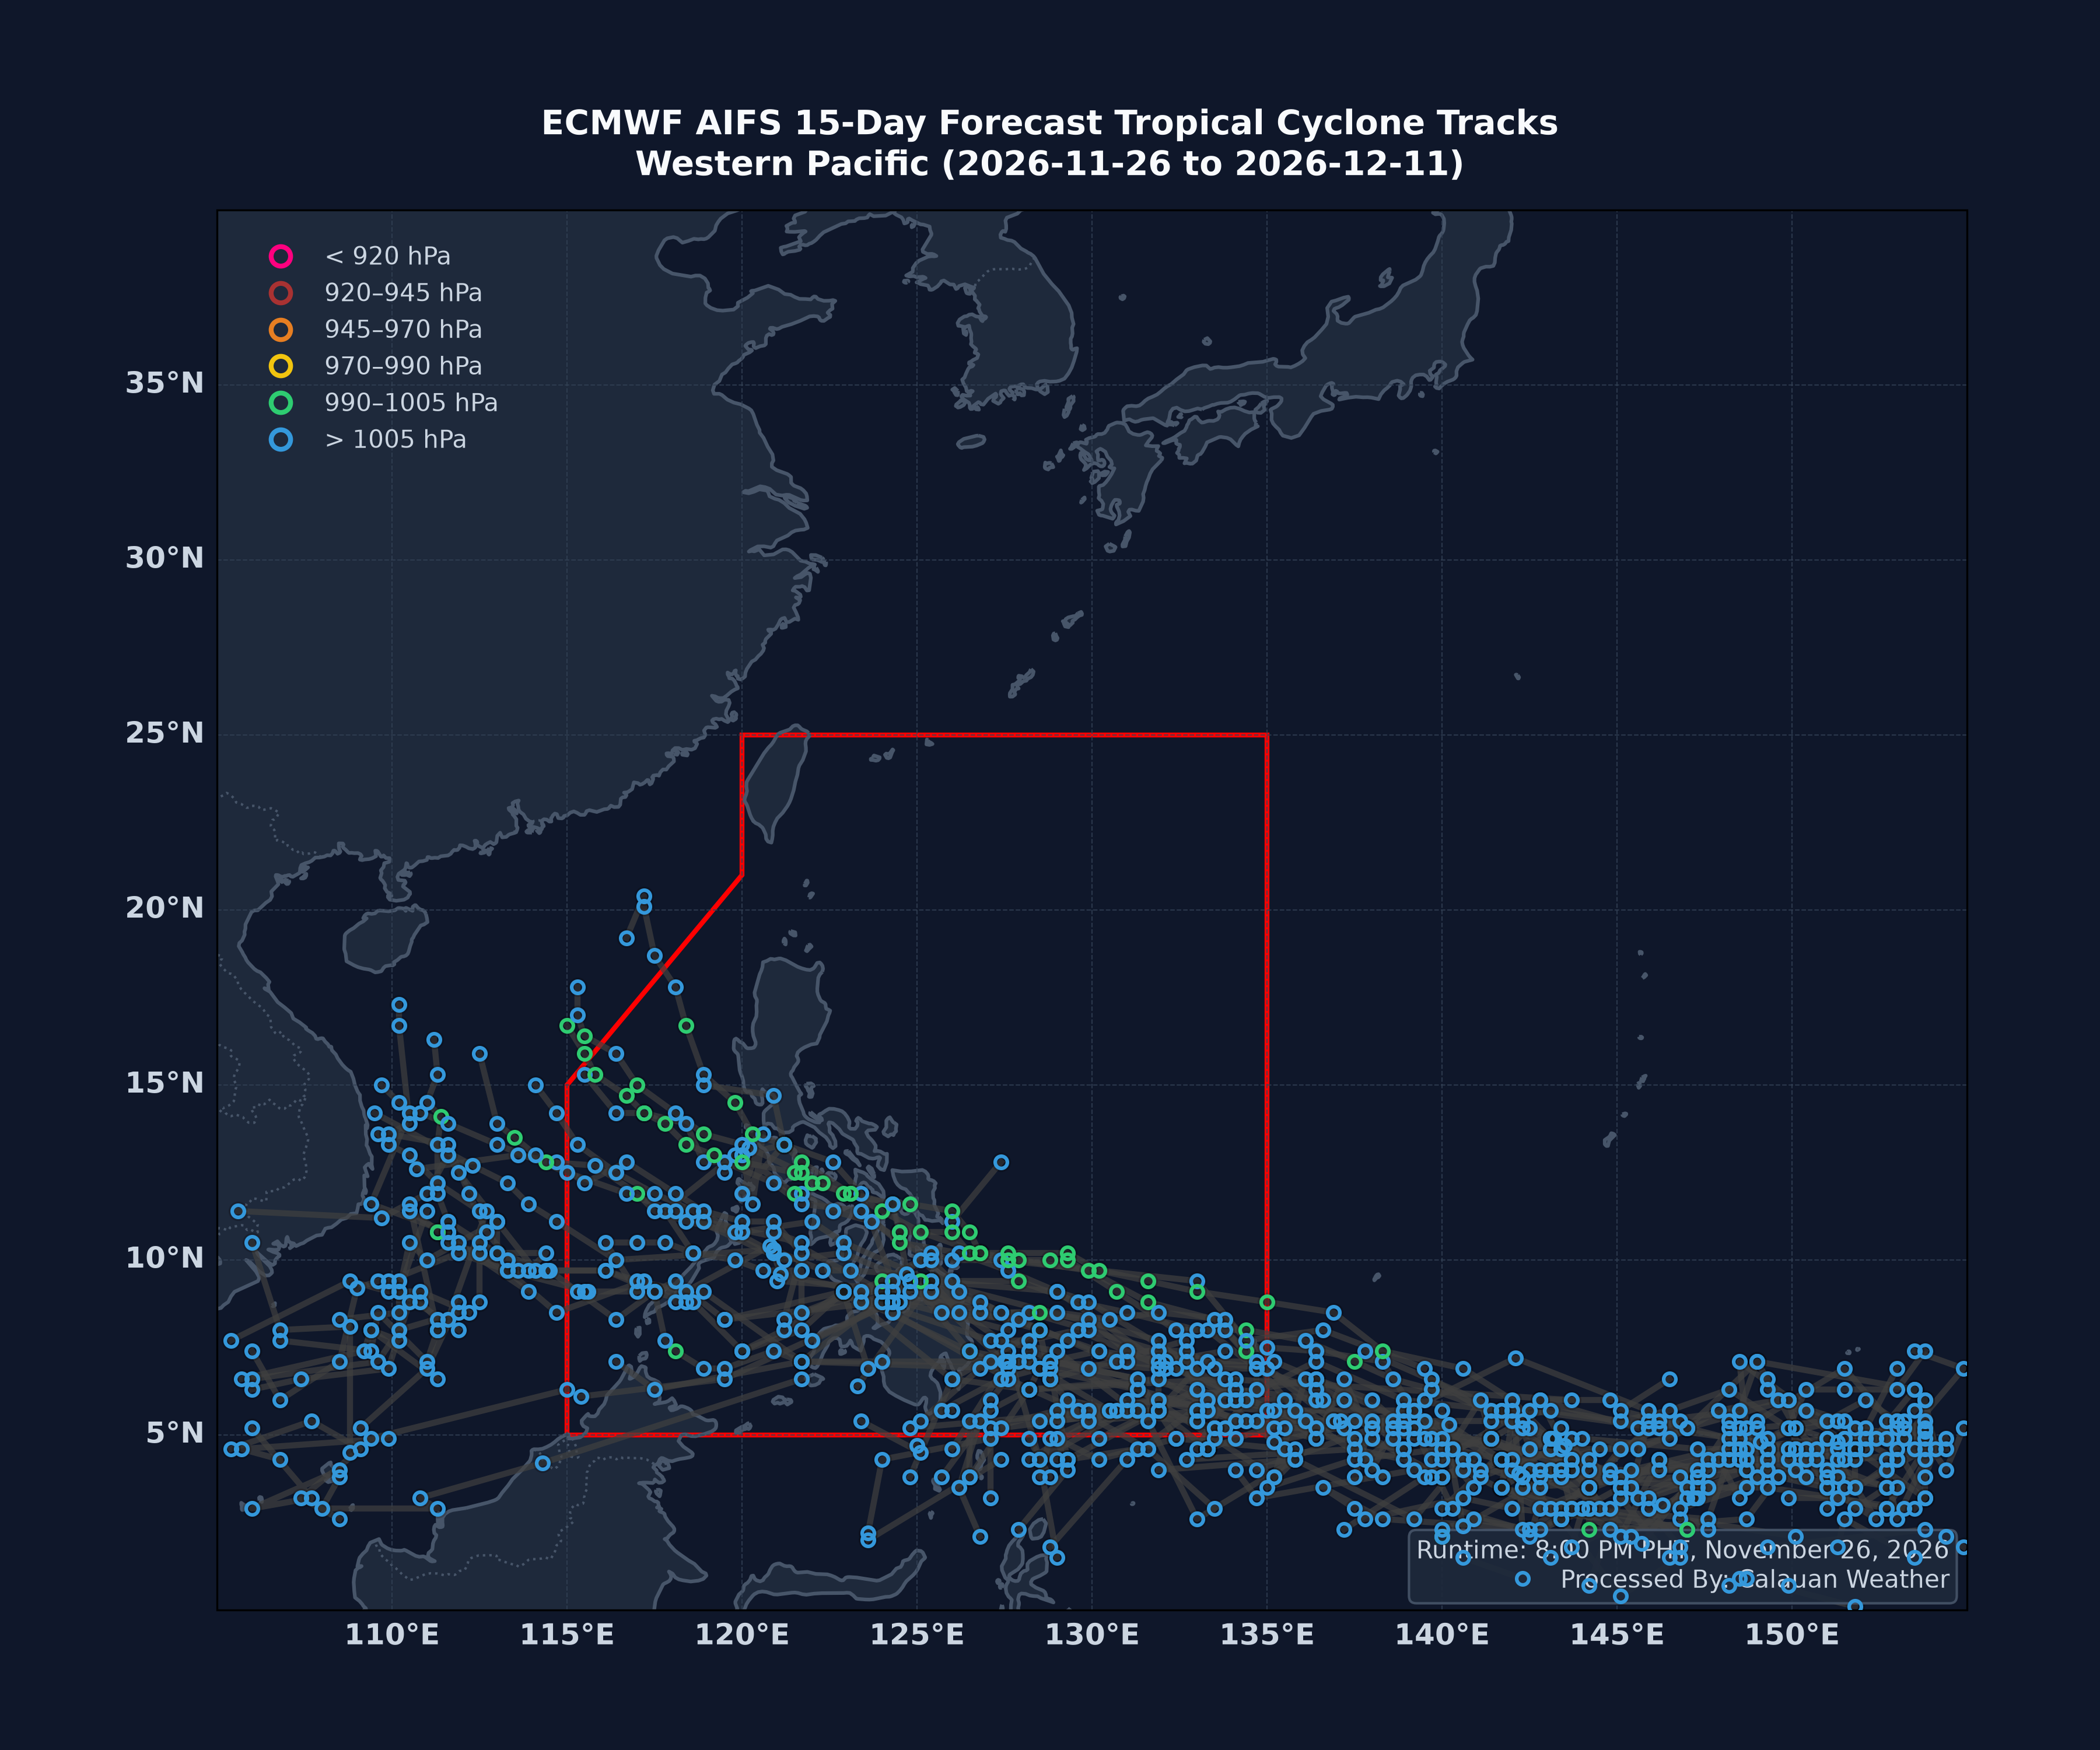 ECMWF AIFS 15-Day Forecast Tropical Cyclone Tracks
Western Pacific (2026-11-26 to 2026-12-11)
< 920 hPa
920–945 hPa
945–970 hPa
970–990 hPa
990–1005 hPa
> 1005 hPa
35°N
30°N
25°N
20°N
15°N
10°N
5°N
Runtime: 8:00 PM PHT, November 26, 2026
Processed By: Calauan Weather
110°E
115°E
120°E
125°E
130°E
135°E
140°E
145°E
150°E